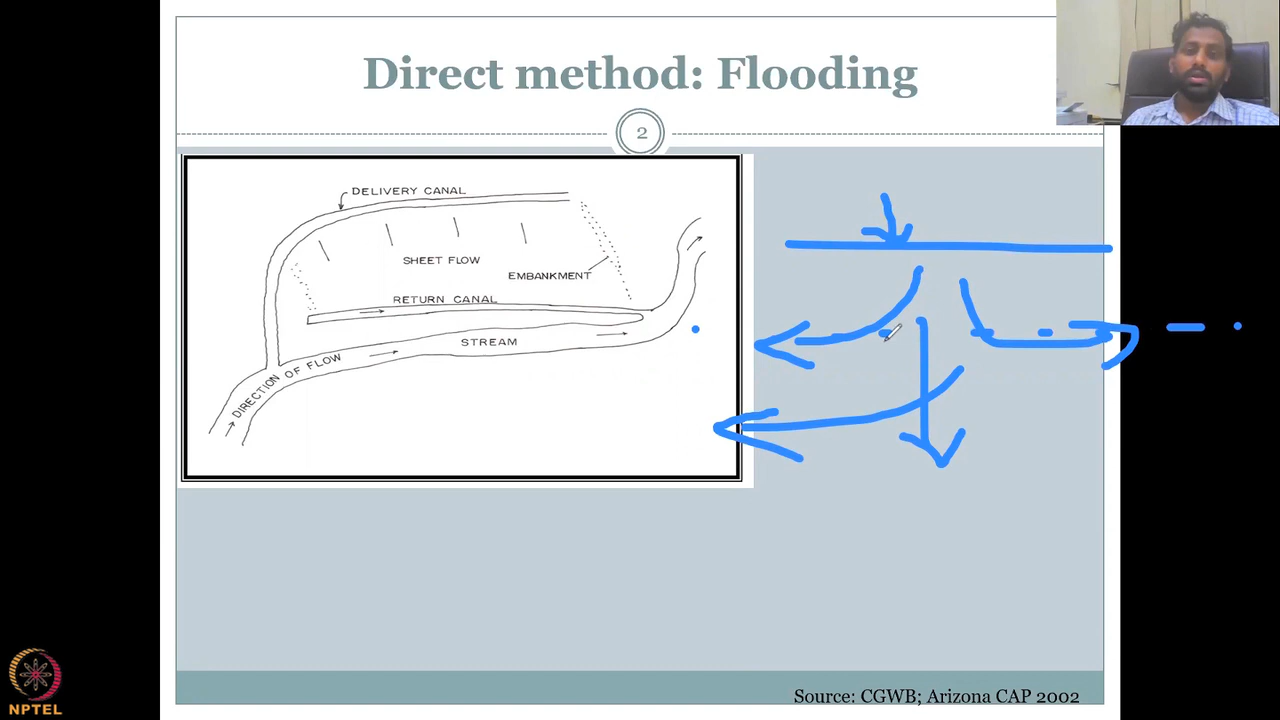 Direct method: Flooding
2
DELIVERY CANAL
SHEET FLOW
EMBANKMENT
RETURN CANAL
STREAM
DIRECTION OF FLOW
Source: CGWB; Arizona CAP 2002
NPTEL